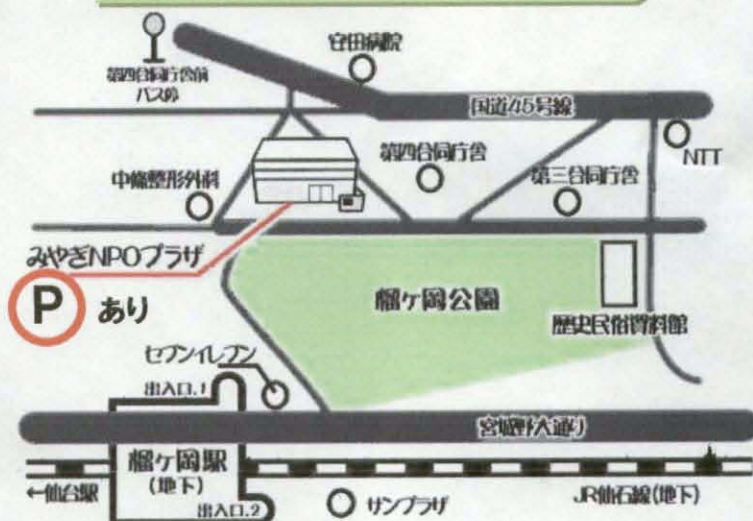 第四合同庁舎前
バス停
安田病院
国道45号線
NTT
中條整形外科
第四合同庁舎
第三合同庁舎
みやぎNPOプラザ
P あり
榴ヶ岡公園
歴史民俗資料館
セブンイレブン
出入口.1
宮城野大通り
榴ヶ岡駅
(地下)
←仙台駅
出入口.2
サンプラザ
JR仙石線(地下)